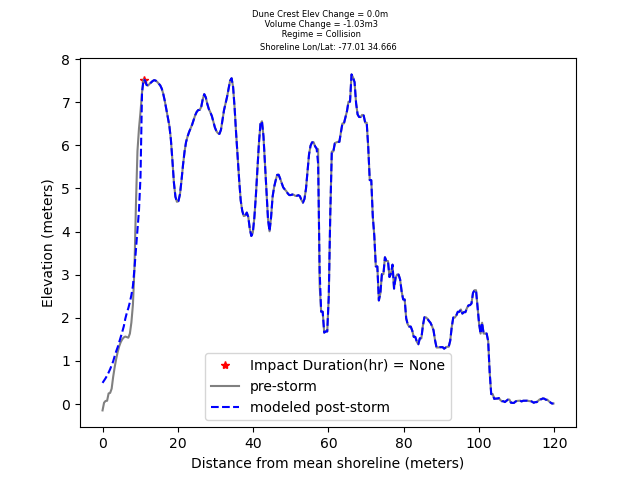 Dune Crest Elev Change = 0.0m
Volume Change = -1.03m3
Regime = Collision
Shoreline Lon/Lat: -77.01 34.666
8
7
6
5
4
3
2
1
0
Elevation (meters)
Impact Duration(hr) = None
pre-storm
modeled post-storm
0 20 40 60 80 100 120
Distance from mean shoreline (meters)